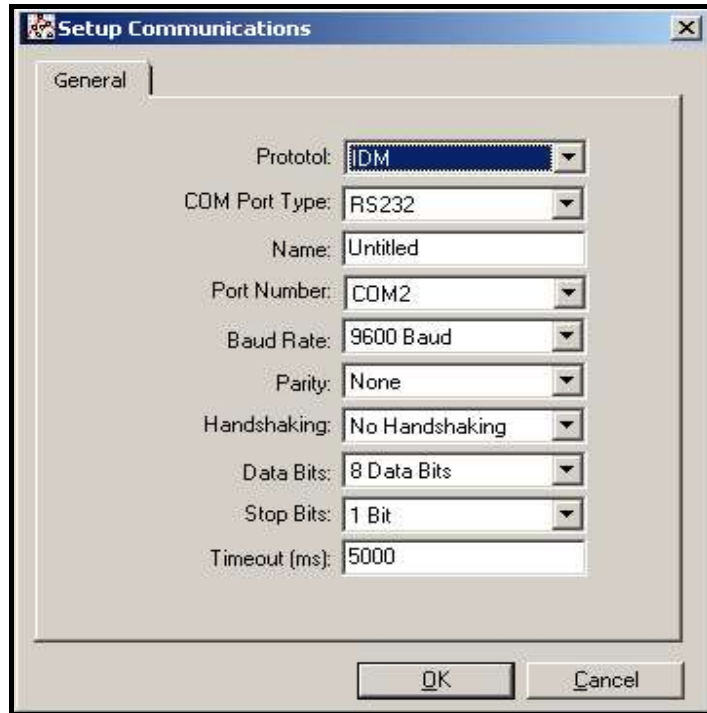 Setup Communications
General
Prototol: IDM
COM Port Type: RS232
Name: Untitled
Port Number: COM2
Baud Rate: 9600 Baud
Parity: None
Handshaking: No Handshaking
Data Bits: 8 Data Bits
Stop Bits: 1 Bit
Timeout (ms): 5000
OK Cancel